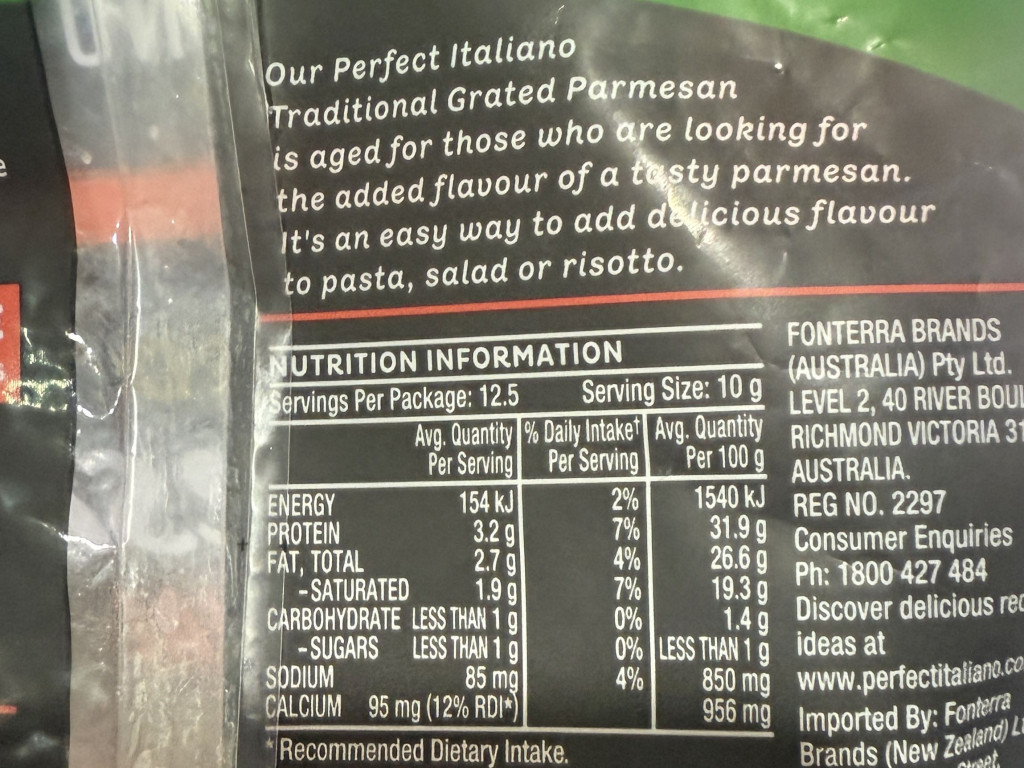 Our Perfect Italiano
Traditional Grated Parmesan
is aged for those who are looking for
the added flavour of a tasty parmesan.
It's an easy way to add delicious flavour
to pasta, salad or risotto.
NUTRITION INFORMATION
Servings Per Package: 12.5 Serving Size: 10 g
Avg. Quantity Per Serving % Daily Intake† Per Serving Avg. Quantity Per 100 g
ENERGY 154 kJ 2% 1540 kJ
PROTEIN 3.2 g 7% 31.9 g
FAT, TOTAL 2.7 g 4% 26.6 g
-SATURATED 1.9 g 7% 19.3 g
CARBOHYDRATE LESS THAN 1 g 0% 1.4 g
-SUGARS LESS THAN 1 g 0% LESS THAN 1 g
SODIUM 85 mg 4% 850 mg
CALCIUM 95 mg (12% RDI*) 956 mg
*Recommended Dietary Intake.
FONTERRA BRANDS
(AUSTRALIA) Pty Ltd.
LEVEL 2, 40 RIVER
RICHMOND VICTORIA
AUSTRALIA.
REG NO. 2297
Consumer Enquiries
Ph: 1800 427 484
Discover delicious
ideas at
www.perfectitaliano.co
Imported By: Fonterra
Brands (New Zealand)
Street,